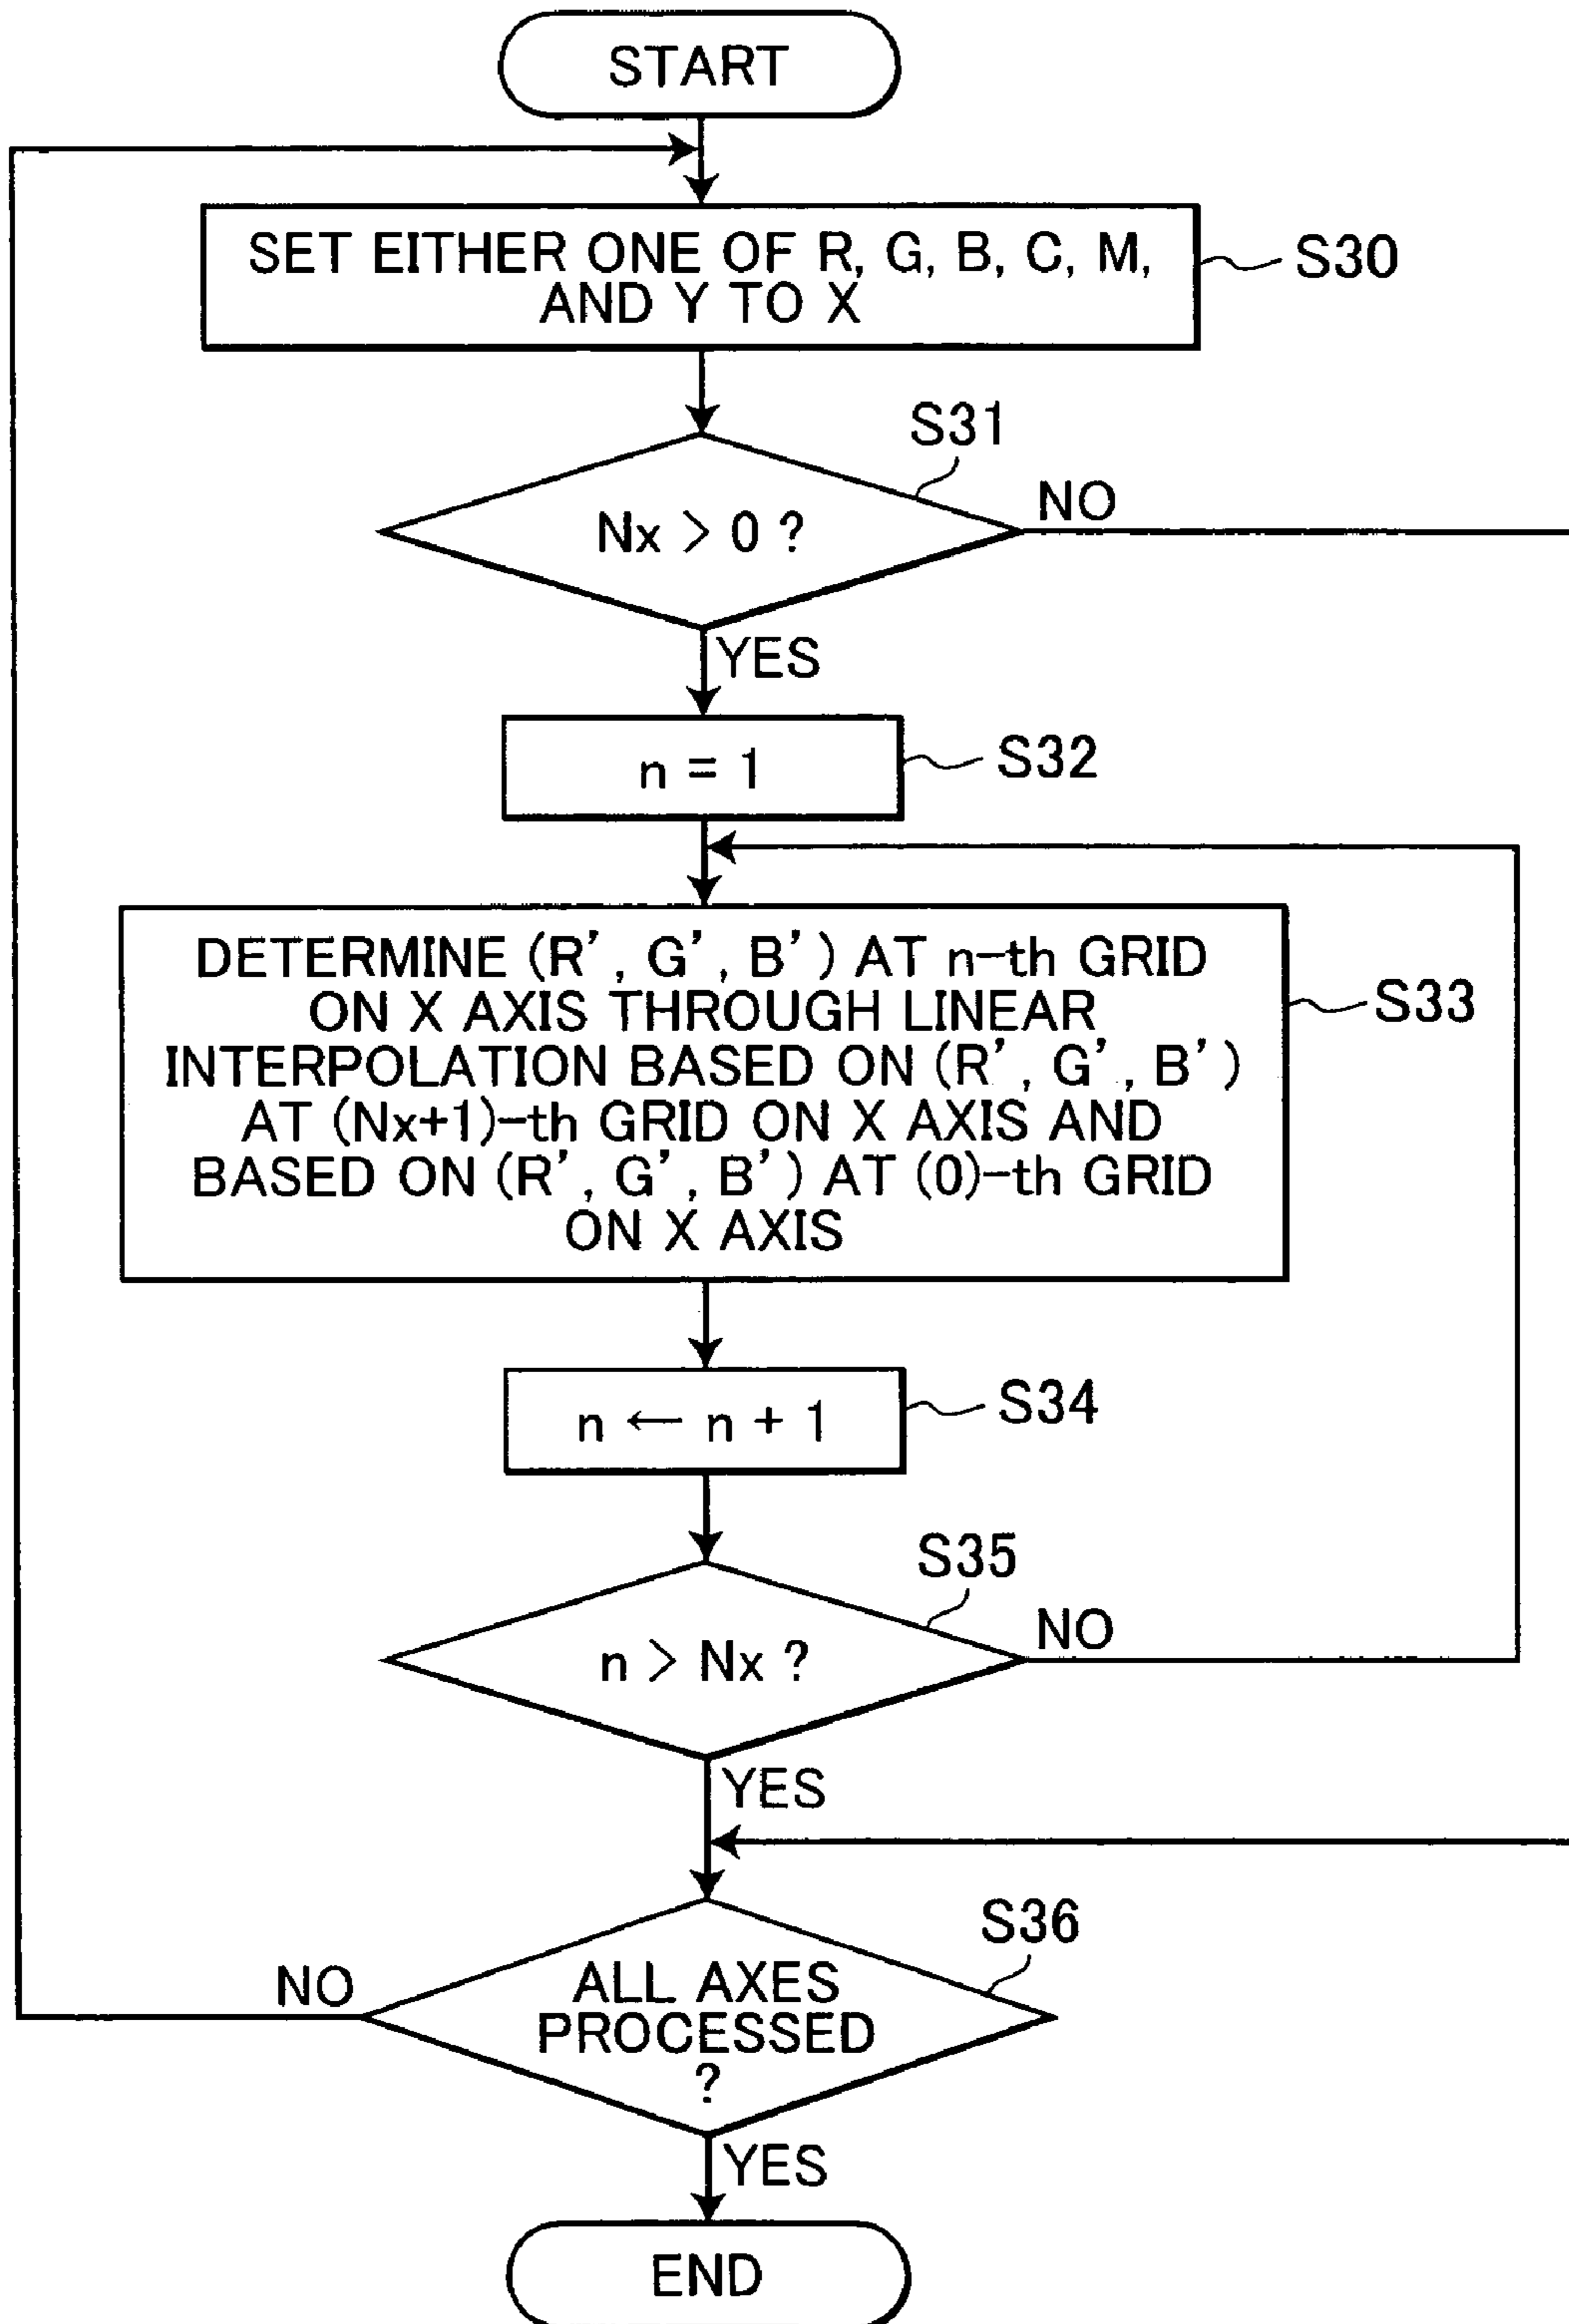 START
SET EITHER ONE OF R, G, B, C, M,
AND Y TO X
S30
S31
Nx > 0 ?
NO
YES
n = 1
S32
DETERMINE (R', G', B') AT n-th GRID
ON X AXIS THROUGH LINEAR
INTERPOLATION BASED ON (R', G', B')
AT (Nx+1)-th GRID ON X AXIS AND
BASED ON (R', G', B') AT (0)-th GRID
ON X AXIS
S33
n ← n + 1
S34
S35
n > Nx ?
NO
YES
S36
ALL AXES
PROCESSED
?
NO
YES
END